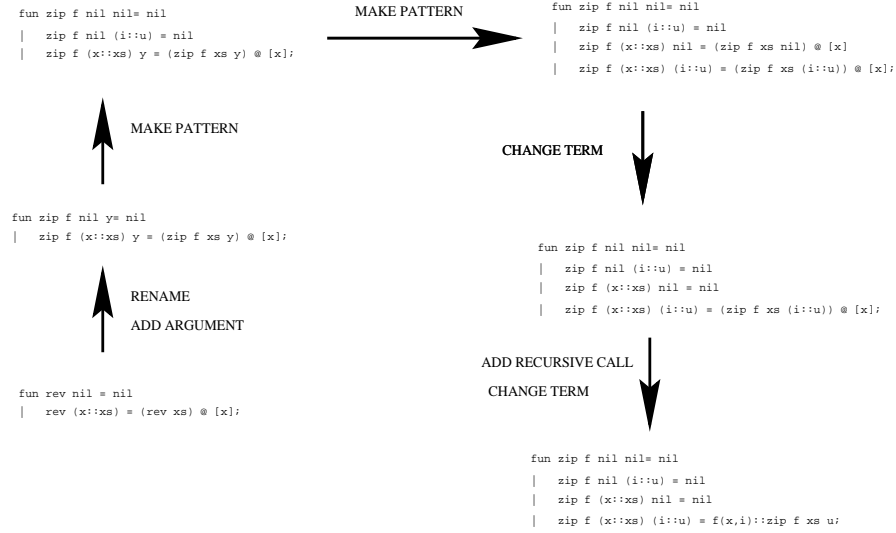 fun zip f nil nil= nil
| zip f nil (i::u) = nil
| zip f (x::xs) y = (zip f xs y) @ [x];
MAKE PATTERN
fun zip f nil nil= nil
| zip f nil (i::u) = nil
| zip f (x::xs) nil = (zip f xs nil) @ [x]
| zip f (x::xs) (i::u) = (zip f xs (i::u)) @ [x];
MAKE PATTERN
CHANGE TERM
fun zip f nil y= nil
| zip f (x::xs) y = (zip f xs y) @ [x];
fun zip f nil nil= nil
| zip f nil (i::u) = nil
| zip f (x::xs) nil = nil
| zip f (x::xs) (i::u) = (zip f xs (i::u)) @ [x];
RENAME
ADD ARGUMENT
ADD RECURSIVE CALL
CHANGE TERM
fun rev nil = nil
| rev (x::xs) = (rev xs) @ [x];
fun zip f nil nil= nil
| zip f nil (i::u) = nil
| zip f (x::xs) nil = nil
| zip f (x::xs) (i::u) = f(x,i)::zip f xs u;